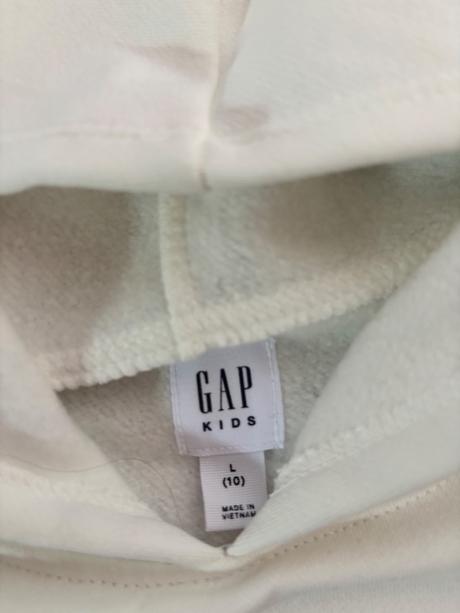 GAP
KIDS
L
(10)
MADE IN
VIETNAM